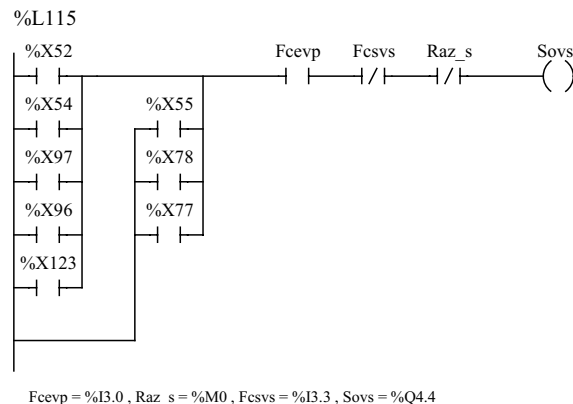 %L115
%X52 Fcevp Fcsvs Raz_s Sovs
%X54 %X55
%X97 %X78
%X96 %X77
%X123
Fcevp = %I3.0 , Raz_s = %M0 , Fcsvs = %I3.3 , Sovs = %Q4.4